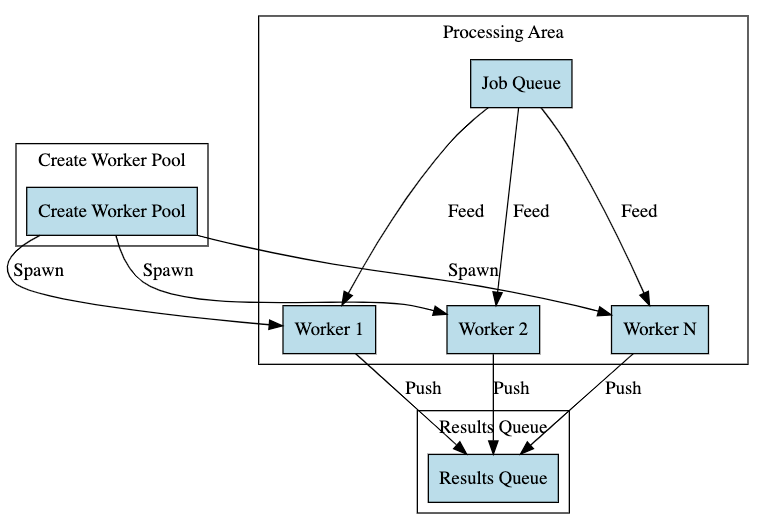 Processing Area
Job Queue
Create Worker Pool
Create Worker Pool
Feed
Feed
Feed
Spawn
Spawn
Spawn
Worker 1
Worker 2
Worker N
Push
Push
Push
Results Queue
Results Queue